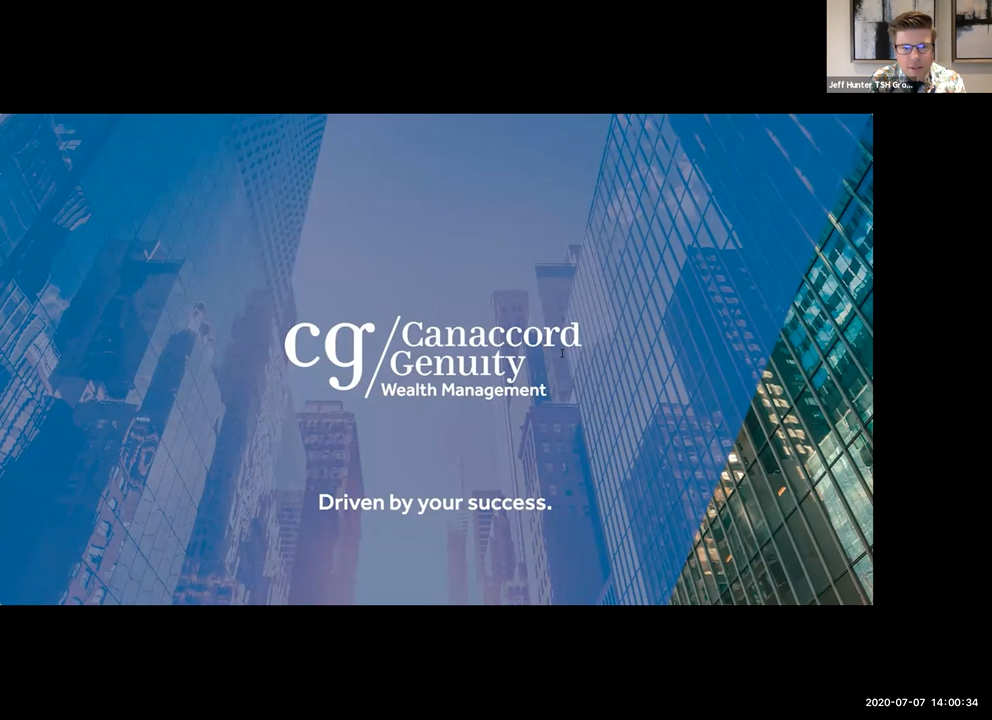 Jeff Hunter TSH Gro...
cg/Canaccord
Genuity
Wealth Management
Driven by your success.
2020-07-07 14:00:34